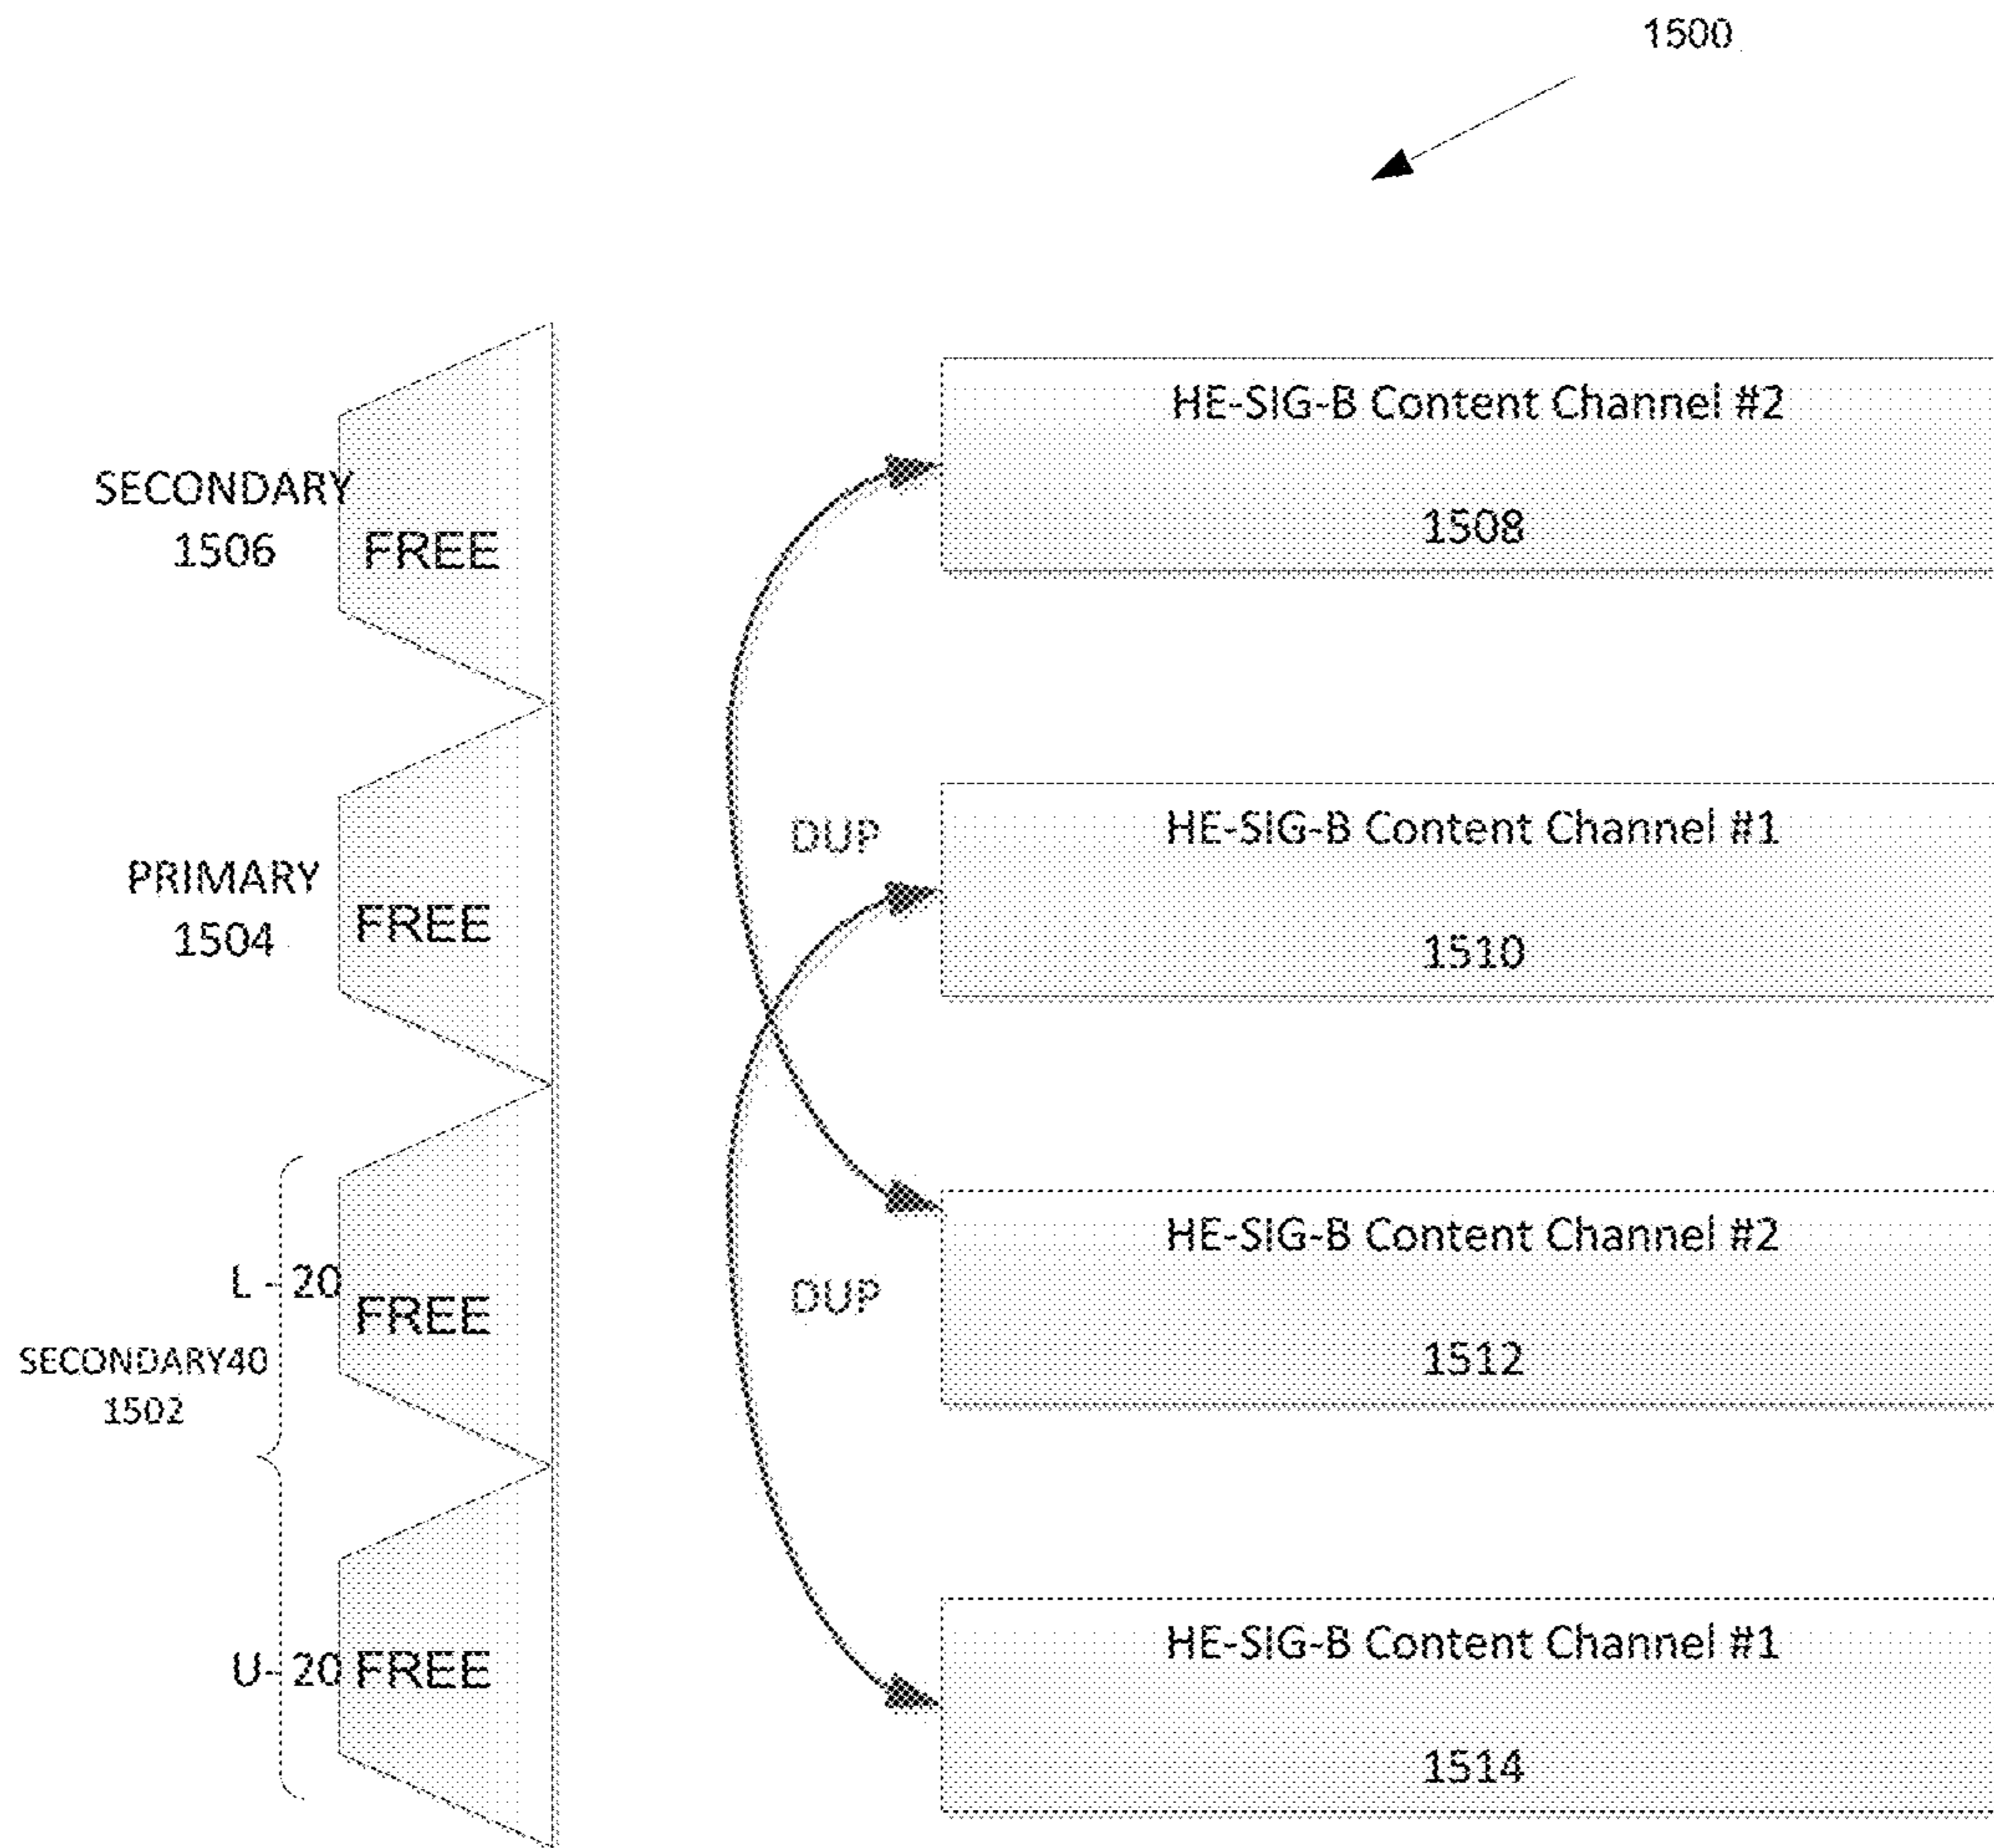 1500
SECONDARY
1506
FREE
HE-SIG-B Content Channel #2
1508
PRIMARY
1504
FREE
DUP
HE-SIG-B Content Channel #1
1510
L - 20
FREE
SECONDARY40
1502
DUP
HE-SIG-B Content Channel #2
1512
U- 20
FREE
HE-SIG-B Content Channel #1
1514